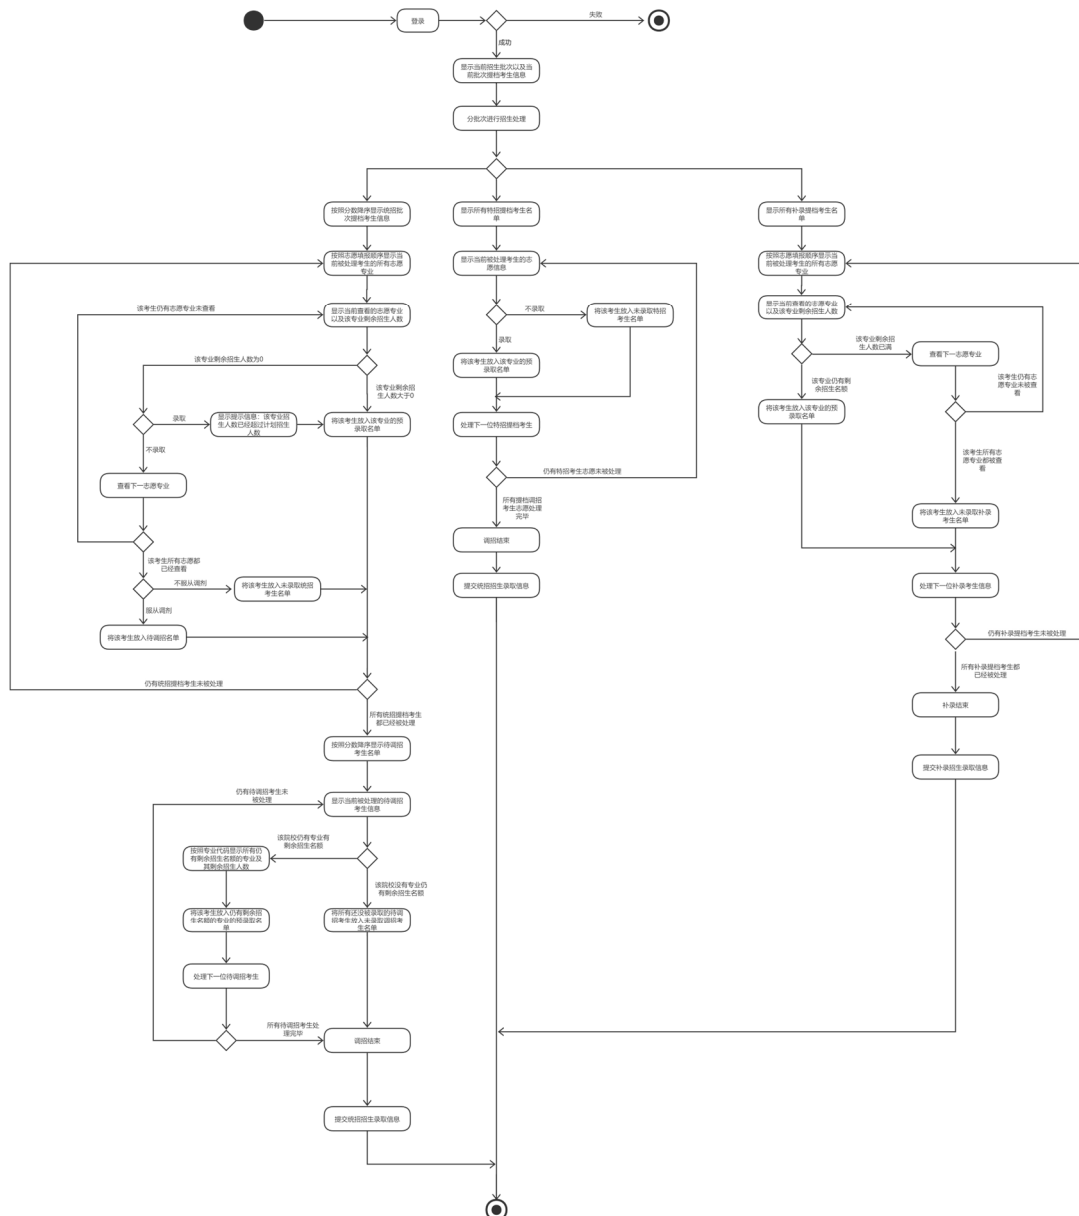 登录
失败
成功
显示当前招生批次以及当
前批次提档考生信息
分批次进行招生处理
按照分数降序显示统招批
次提档考生信息
显示所有特招提档考生名
单
显示所有补录提档考生名
单
按照志愿填报顺序显示当
前被处理考生的所有志愿
专业
显示当前被处理考生的志
愿信息
按照志愿填报顺序显示当
前被处理考生的所有志愿
专业
该考生仍有志愿专业未查看
显示当前查看的志愿专业
以及该专业剩余招生人数
不录取
将该考生放入未录取特招
考生名单
显示当前查看的志愿专业
以及该专业剩余招生人数
录取
该专业剩余招
生人数已满
查看下一志愿专业
该专业剩余招生人数为0
将该考生放入该专业的预
录取名单
该专业剩余招
生人数大于0
该专业仍有剩
余招生名额
该考生仍有志
愿专业未被查
看
录取
显示提示信息：该专业招
生人数已经超过计划招生
人数
将该考生放入该专业的预
录取名单
处理下一位特招提档考生
将该考生放入该专业的预
录取名单
不录取
该考生所有志
愿专业都被查
看
仍有特招考生志愿未被处理
查看下一志愿专业
所有提档调招
考生志愿处理
完毕
将该考生放入未录取补录
考生名单
调招结束
该考生所有志愿都
已经查看
不服从调剂
将该考生放入未录取统招
考生名单
提交统招招生录取信息
处理下一位补录考生信息
服从调剂
将该考生放入待调招名单
仍有补录提档考生未被处理
所有补录提档考生都
已经被处理
仍有统招提档考生未被处理
补录结束
所有统招提档考生
都已经被处理
按照分数降序显示待调招
考生名单
提交补录招生录取信息
仍有待调招考生未
被处理
显示当前被处理的待调招
考生信息
该院校仍有专业有
剩余招生名额
按照专业代码显示所有仍
有剩余招生名额的专业及
其剩余招生人数
该院校没有专业仍
有剩余招生名额
将该考生放入仍有剩余招
生名额的专业的预录取名
单
将所有还没被录取的待调
招考生放入未录取调招考
生名单
处理下一位待调招考生
所有待调招考生处
理完毕
调招结束
提交统招招生录取信息